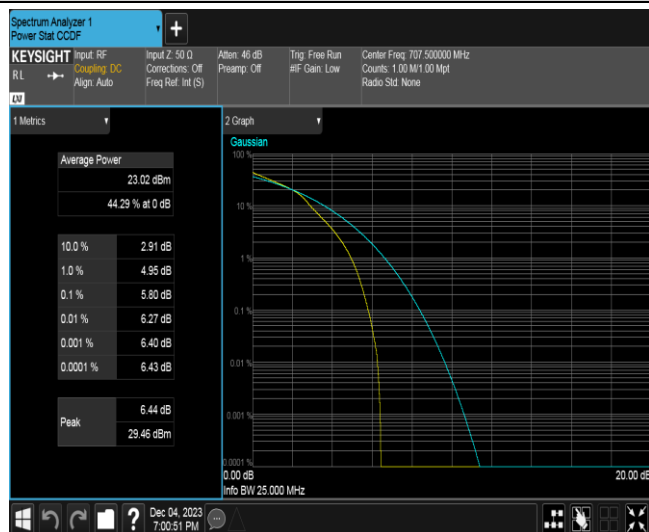 Spectrum Analyzer 1
Power Stat CCDF
+
KEYSIGHT
RL
LXI
Input: RF
Coupling: DC
Align: Auto
Input Z: 50 Ω
Corrections: Off
Freq Ref: Int (S)
Atten: 46 dB
Preamp: Off
Trig: Free Run
#IF Gain: Low
Center Freq: 707.500000 MHz
Counts: 1.00 M/1.00 Mpt
Radio Std: None
1 Metrics
Average Power
23.02 dBm
44.29 % at 0 dB
10.0 % 2.91 dB
1.0 % 4.95 dB
0.1 % 5.80 dB
0.01 % 6.27 dB
0.001 % 6.40 dB
0.0001 % 6.43 dB
Peak
6.44 dB
29.46 dBm
2 Graph
Gaussian
100 %
10 %
1 %
0.1 %
0.01 %
0.001 %
0.0001 %
0.00 dB
20.00 dB
Info BW 25.000 MHz
?
Dec 04, 2023
7:00:51 PM